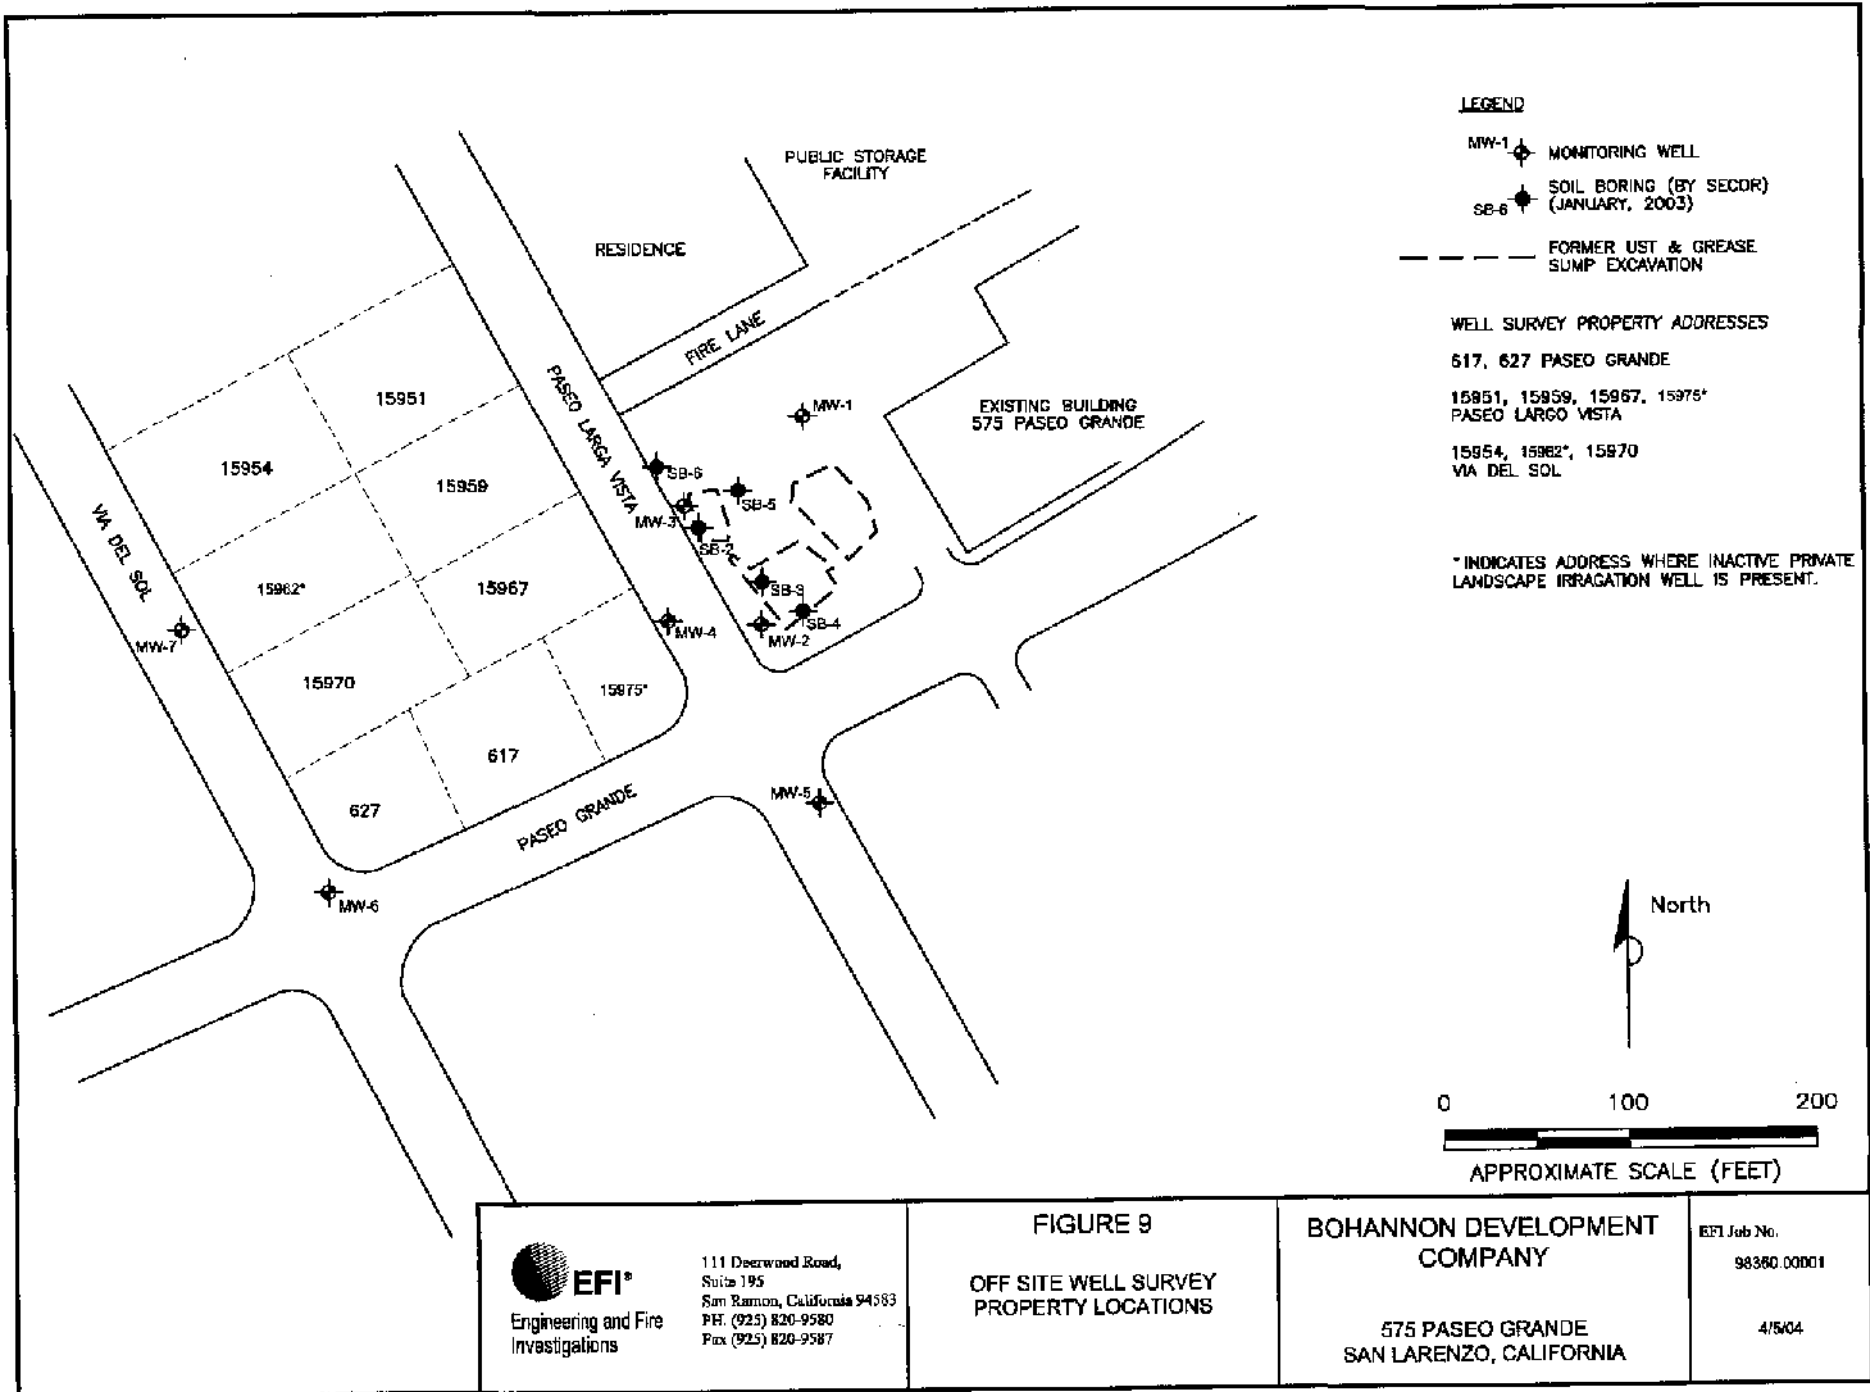 LEGEND
MW-1 MONITORING WELL
SB-6 SOIL BORING (BY SECOR)
(JANUARY, 2003)
FORMER UST & GREASE
SUMP EXCAVATION
WELL SURVEY PROPERTY ADDRESSES
617, 627 PASEO GRANDE
15951, 15959, 15967, 15975*
PASEO LARGO VISTA
15954, 15962*, 15970
VIA DEL SOL
*INDICATES ADDRESS WHERE INACTIVE PRIVATE
LANDSCAPE IRRAGATION WELL IS PRESENT.
PUBLIC STORAGE
FACILITY
RESIDENCE
FIRE LANE
PASEO LARGA VISTA
EXISTING BUILDING
575 PASEO GRANDE
MW-1
15951
15954
15959
SB-6
SB-5
MW-3
SB-2
VIA DEL SOL
15962*
15967
SB-3
SB-4
MW-4
MW-2
MW-7
15970
15975*
617
627
MW-5
PASEO GRANDE
MW-6
North
0 100 200
APPROXIMATE SCALE (FEET)
EFI®
Engineering and Fire
Investigations
111 Deerwood Road,
Suite 195
San Ramon, California 94583
PH. (925) 820-9580
Fax (925) 820-9587
FIGURE 9
OFF SITE WELL SURVEY
PROPERTY LOCATIONS
BOHANNON DEVELOPMENT
COMPANY
575 PASEO GRANDE
SAN LARENZO, CALIFORNIA
EFI Job No.
98360.00001
4/5/04